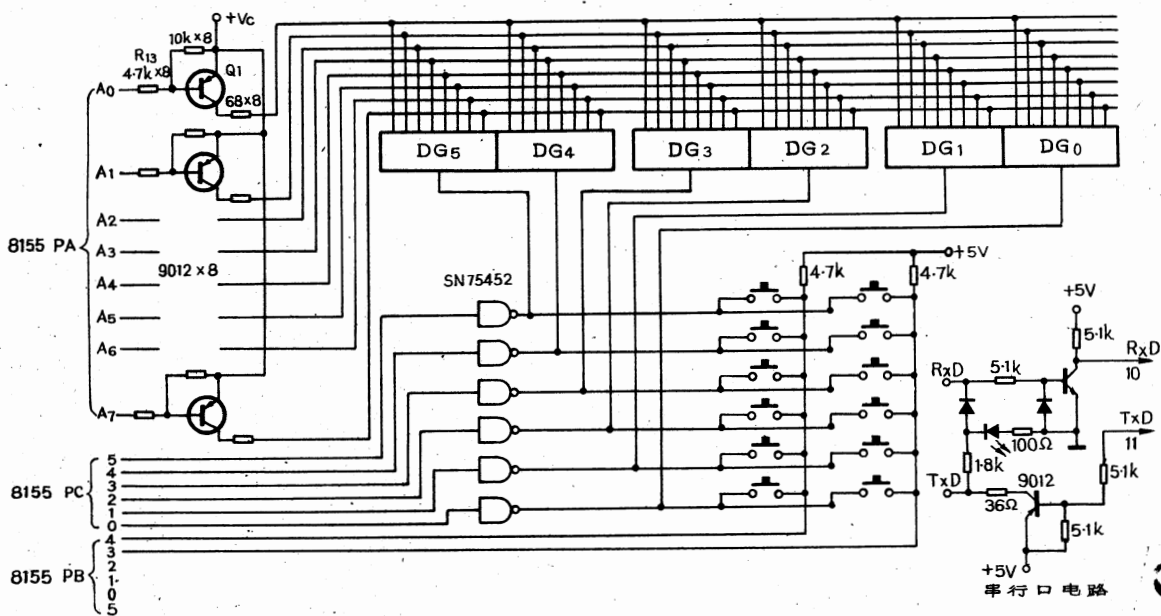 +Vc
10k×8
R13
4.7k×8
Q1
68×8
A0
A1
A2
A3
A4
A5
A6
A7
8155 PA
9012×8
DG5
DG4
DG3
DG2
DG1
DG0
SN75452
+5V
4.7k
4.7k
+5V
5.1k
RxD
10
RxD
5.1k
TxD
11
100Ω
1.8k
5.1k
TxD
9012
36Ω
5.1k
+5V
串行口电路
8155 PC
5
4
3
2
1
0
8155 PB
4
3
2
1
0
5